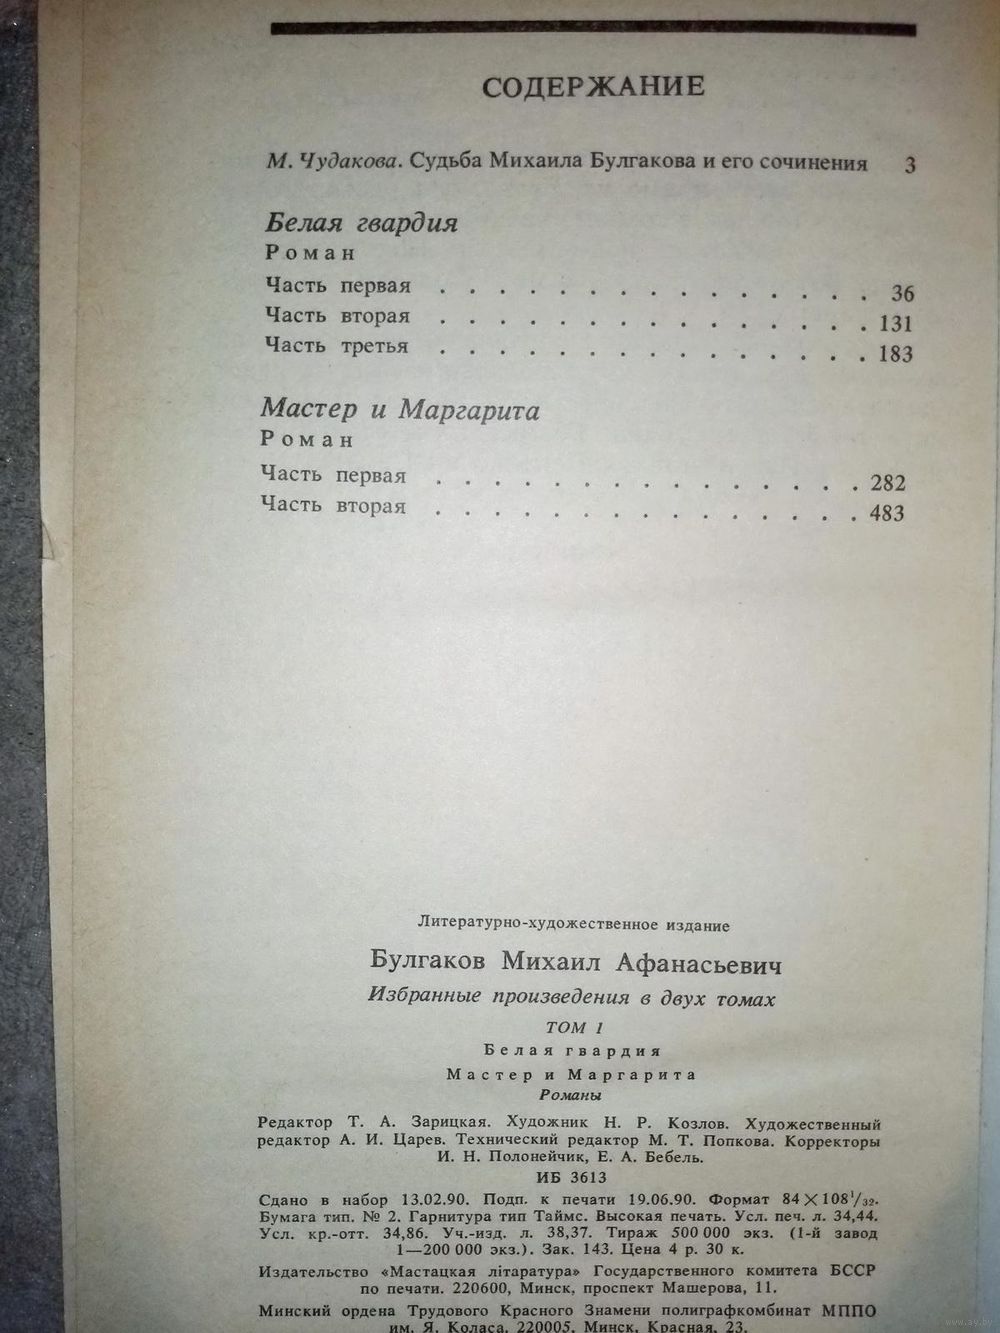 СОДЕРЖАНИЕ
М. Чудакова. Судьба Михаила Булгакова и его сочинения 3
Белая гвардия
Роман
Часть первая . . . . . . . . . . . . . . . 36
Часть вторая . . . . . . . . . . . . . . . 131
Часть третья . . . . . . . . . . . . . . . 183
Мастер и Маргарита
Роман
Часть первая . . . . . . . . . . . . . . . 282
Часть вторая . . . . . . . . . . . . . . . 483
Литературно-художественное издание
Булгаков Михаил Афанасьевич
Избранные произведения в двух томах
ТОМ 1
Белая гвардия
Мастер и Маргарита
Романы
Редактор Т. А. Зарицкая. Художник Н. Р. Козлов. Художественный
редактор А. И. Царев. Технический редактор М. Т. Попкова. Корректоры
И. Н. Полонейчик, Е. А. Бебель.
ИБ 3613
Сдано в набор 13.02.90. Подп. к печати 19.06.90. Формат 84×108¹/₃₂.
Бумага тип. № 2. Гарнитура тип Таймс. Высокая печать. Усл. печ. л. 34,44.
Усл. кр.-отт. 34,86. Уч.-изд. л. 38,37. Тираж 500 000 экз. (1-й завод
1—200 000 экз.). Зак. 143. Цена 4 р. 30 к.
Издательство «Мастацкая літаратура» Государственного комитета БССР
по печати. 220600, Минск, проспект Машерова, 11.
Минский ордена Трудового Красного Знамени полиграфкомбинат МППО
им. Я. Коласа. 220005, Минск, Красная, 23.
www.ay.by